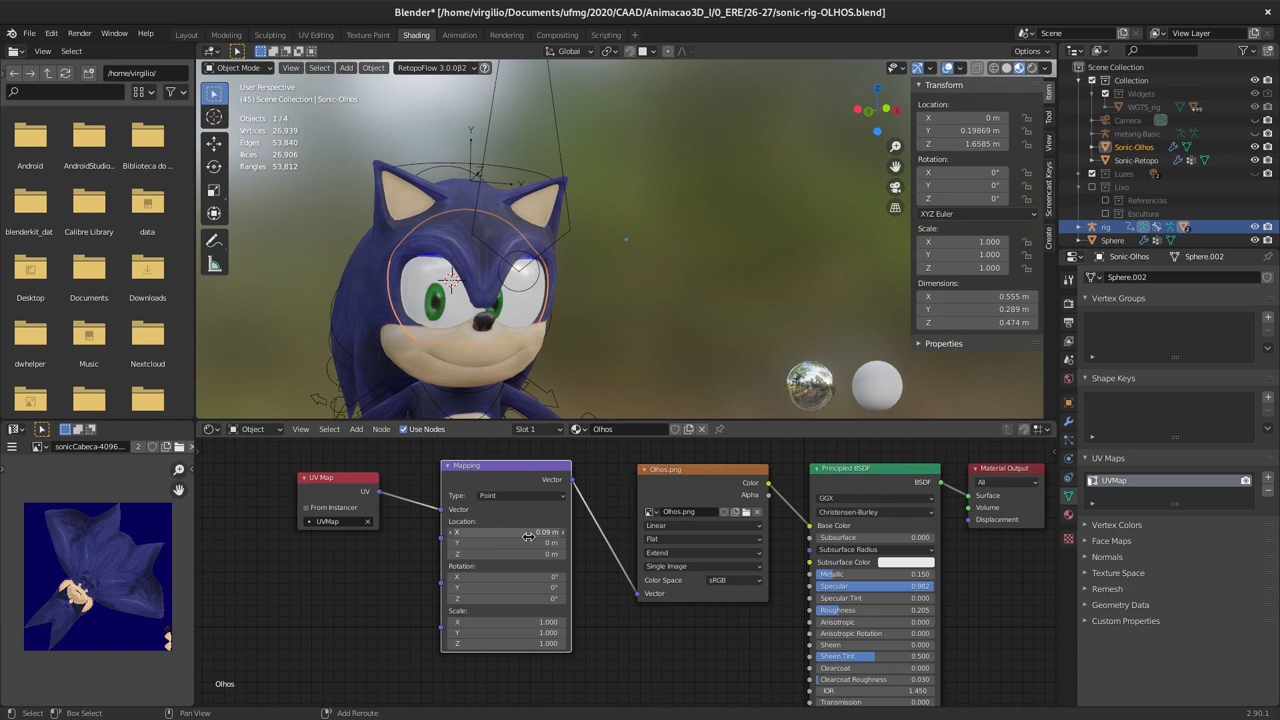 Blender* [/home/virgilio/Documents/ufmg/2020/CAAD/Animacao3D_I/0_ERE/26-27/sonic-rig-OLHOS.blend]
File Edit Render Window Help Layout Modeling Sculpting UV Editing Texture Paint Shading Animation Rendering Compositing Scripting + Scene View Layer
View Select Global Options
/home/virgilio/ Object Mode View Select Add Object RetopoFlow 3.0.0β2
Android
AndroidStudio...
Biblioteca do ...
blenderkit_dat
Calibre Library
data
Desktop
Documents
Downloads
dwhelper
Music
Nextcloud
User Perspective
(45) Scene Collection | Sonic-Olhos
Objects 1 / 4
Vertices 26,939
Edges 53,840
Faces 26,906
Triangles 53,812
Y
Z
Y
Transform
Location:
X 0 m
Y 0.19869 m
Z 1.6585 m
Rotation:
X 0°
Y 0°
Z 0°
XYZ Euler
Scale:
X 1.000
Y 1.000
Z 1.000
Dimensions:
X 0.555 m
Y 0.289 m
Z 0.474 m
Properties
Item
Tool
View
Screencast Keys
Create
Scene Collection
Collection
Widgets
WGTS_rig 99
Camera
metarig-Basic
Sonic-Olhos
Sonic-Retopo
Luzes
Lixo
Referencias
Escultura
rig
Sphere
Sonic-Olhos Sphere.002
Sphere.002
Vertex Groups
Shape Keys
UV Maps
UVMap
Vertex Colors
Face Maps
Normals
Texture Space
Remesh
Geometry Data
Custom Properties
sonicCabeca-4096... 2
Object View Select Add Node Use Nodes Slot 1 Olhos
UV Map
UV
From Instancer
UVMap
Mapping
Vector
Type: Point
Vector
Location:
X 0.09 m
Y 0 m
Z 0 m
Rotation:
X 0°
Y 0°
Z 0°
Scale:
X 1.000
Y 1.000
Z 1.000
Olhos.png
Color
Alpha
Olhos.png
Linear
Flat
Extend
Single Image
Color Space sRGB
Vector
Principled BSDF
BSDF
GGX
Christensen-Burley
Base Color
Subsurface 0.000
Subsurface Radius
Subsurface Color
Metallic 0.150
Specular 0.982
Specular Tint 0.000
Roughness 0.205
Anisotropic 0.000
Anisotropic Rotation 0.000
Sheen 0.000
Sheen Tint 0.500
Clearcoat 0.000
Clearcoat Roughness 0.030
IOR 1.450
Transmission 0.000
Material Output
All
Surface
Volume
Displacement
Olhos
Select Box Select Pan View Add Reroute 2.90.1